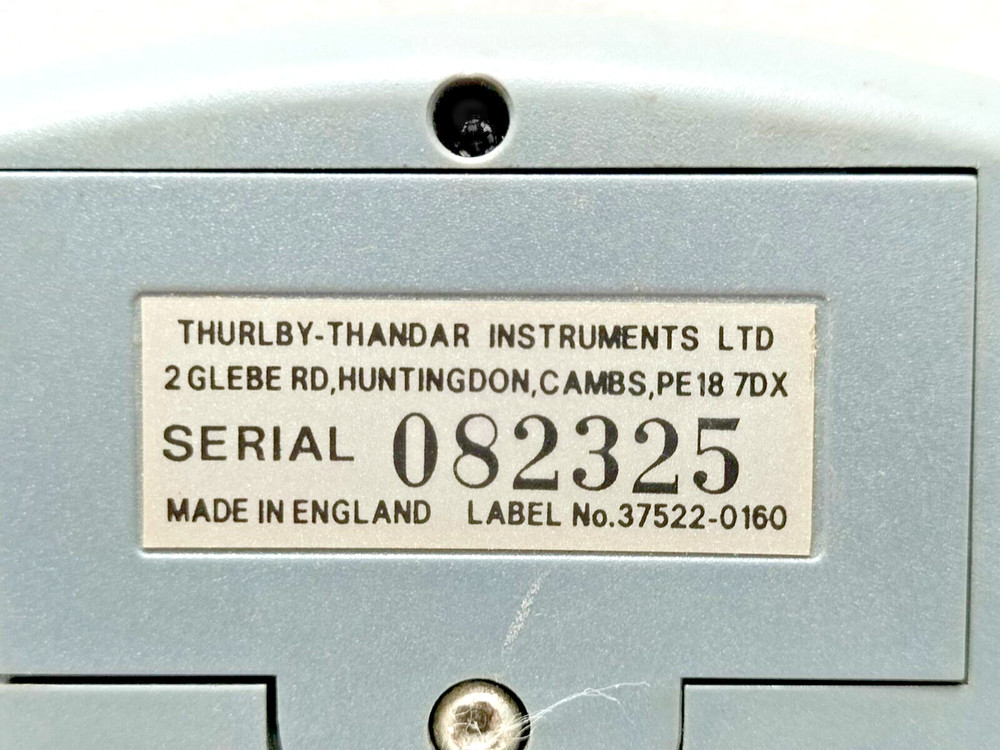 THURLBY-THANDAR INSTRUMENTS LTD
2 GLEBE RD,HUNTINGDON,CAMBS,PE18 7DX
SERIAL 082325
MADE IN ENGLAND LABEL No.37522-0160